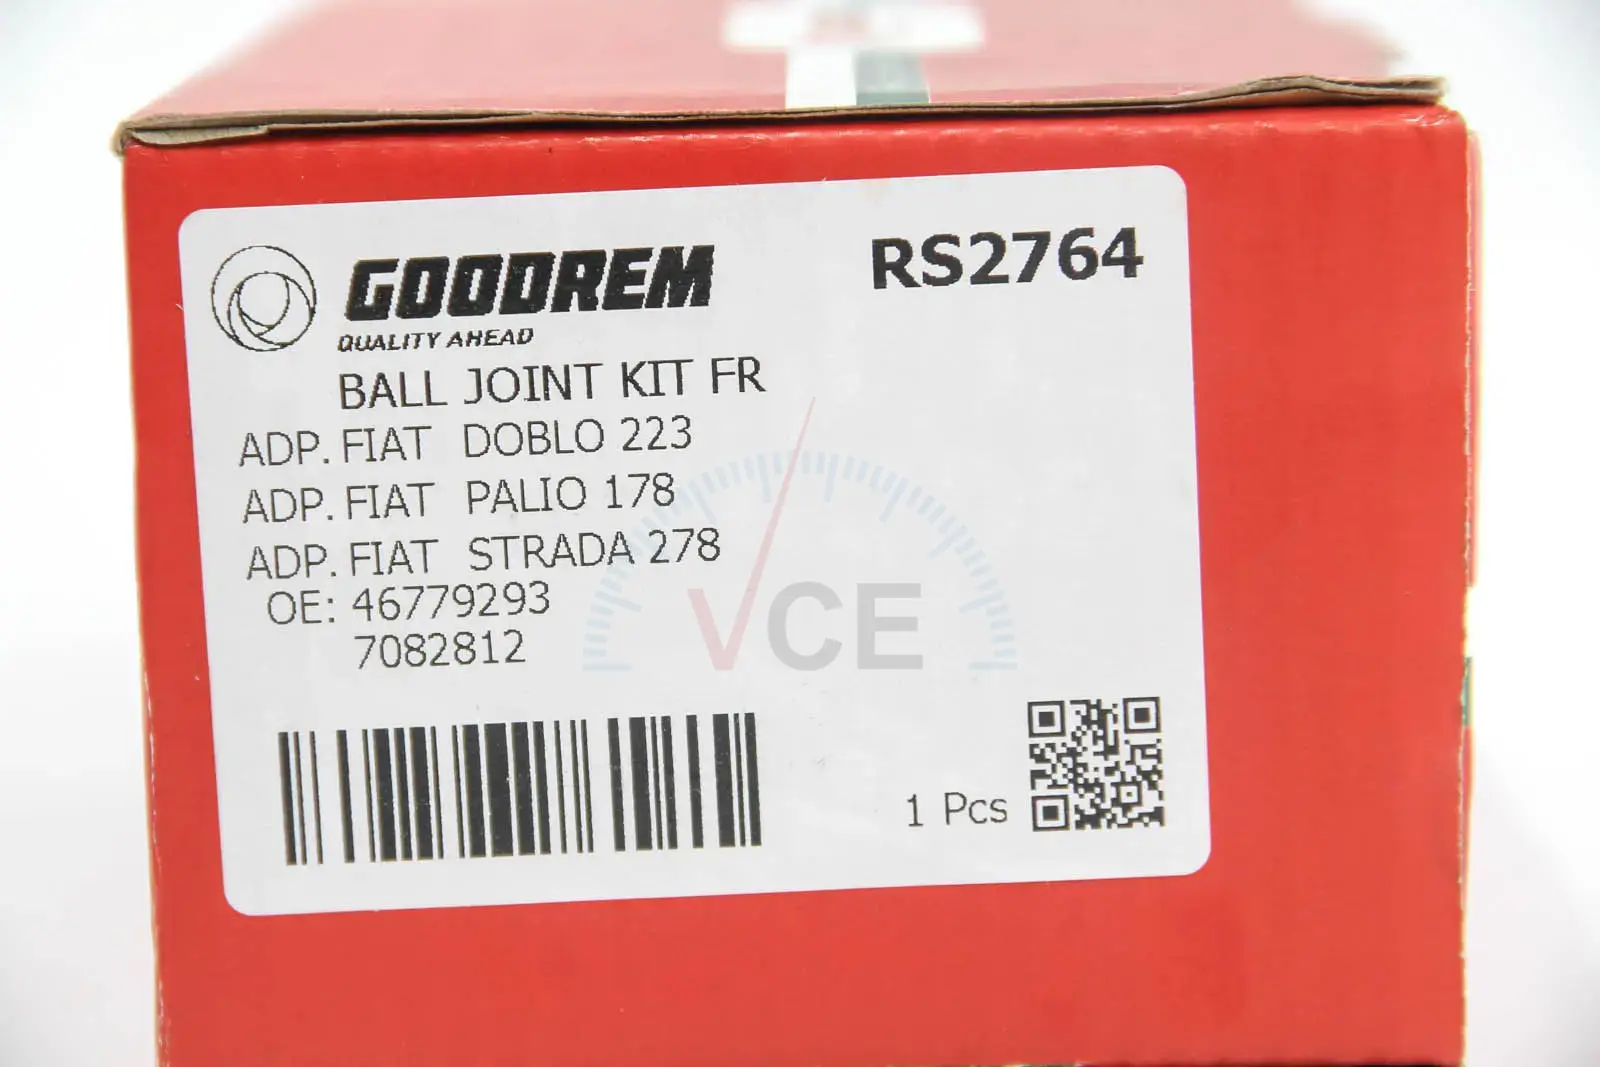 GOODREM RS2764
QUALITY AHEAD
BALL JOINT KIT FR
ADP. FIAT DOBLO 223
ADP. FIAT PALIO 178
ADP. FIAT STRADA 278
OE: 46779293
7082812
VCE
1 Pcs